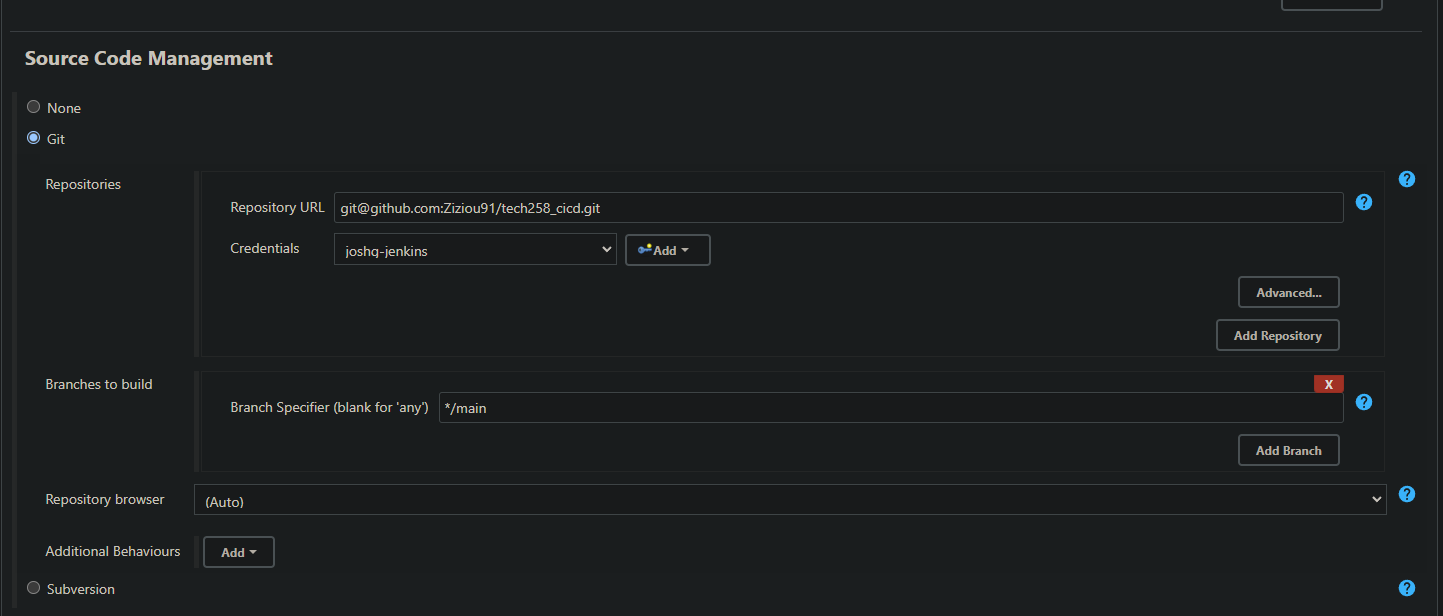 Source Code Management
None
Git
Repositories
Repository URL git@github.com:Ziziou91/tech258_cicd.git
Credentials joshg-jenkins Add
Advanced...
Add Repository
Branches to build
X
Branch Specifier (blank for 'any') */main
Add Branch
Repository browser (Auto)
Additional Behaviours Add
Subversion